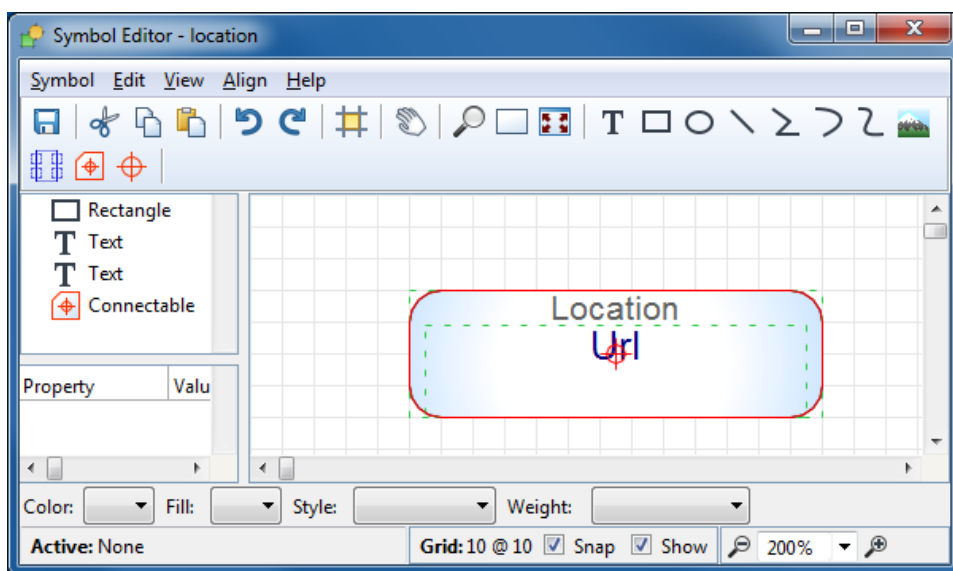 Symbol Editor - location
Symbol Edit View Align Help
T
Rectangle
T Text
T Text
Connectable
Property Valu
Location
Url
Color: Fill: Style: Weight:
Active: None Grid: 10 @ 10 Snap Show 200%